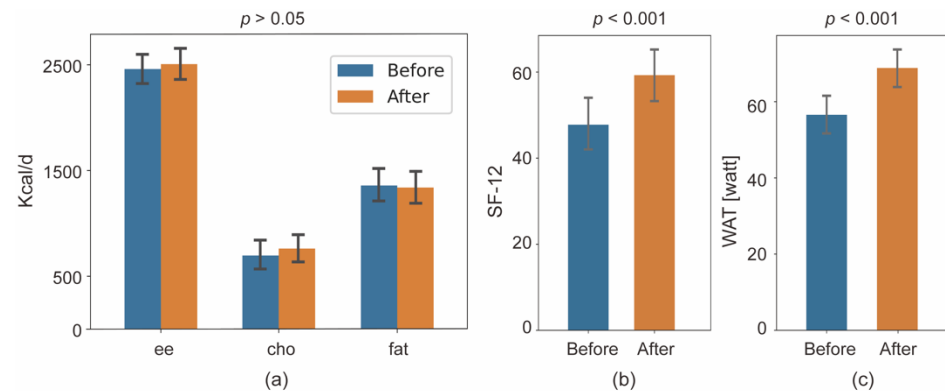 p > 0.05
Kcal/d
2500
1500
500
0
Before
After
ee
cho
fat
(a)
p < 0.001
SF-12
60
40
20
0
Before
After
(b)
p < 0.001
WAT [watt]
60
40
20
0
Before
After
(c)